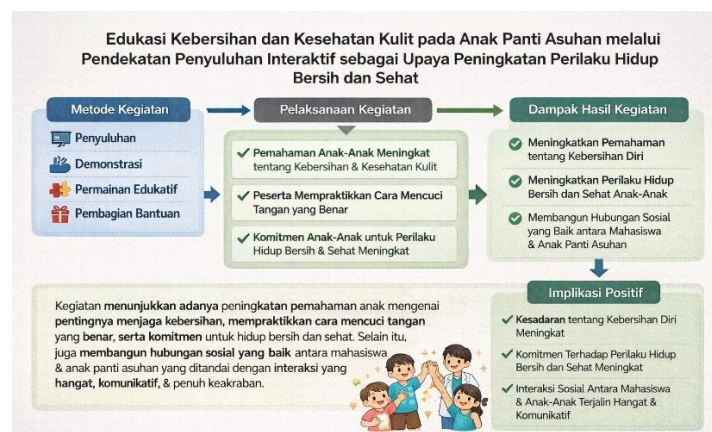 Edukasi Kebersihan dan Kesehatan Kulit pada Anak Panti Asuhan melalui
Pendekatan Penyuluhan Interaktif sebagai Upaya Peningkatan Perilaku Hidup
Bersih dan Sehat
Metode Kegiatan
Penyuluhan
Demonstrasi
Permainan Edukatif
Pembagian Bantuan
Pelaksanaan Kegiatan
Pemahaman Anak-Anak Meningkat
tentang Kebersihan & Kesehatan Kulit
Peserta Mempraktikkan Cara Mencuci
Tangan yang Benar
Komitmen Anak-Anak untuk Perilaku
Hidup Bersih & Sehat Meningkat
Dampak Hasil Kegiatan
Meningkatkan Pemahaman
tentang Kebersihan Diri
Meningkatkan Perilaku Hidup
Bersih dan Sehat Anak-Anak
Membangun Hubungan Sosial
yang Baik antara Mahasiswa
& Anak Panti Asuhan
Implikasi Positif
Kesadaran tentang Kebersihan Diri
Meningkat
Komitmen Terhadap Perilaku Hidup
Bersih dan Sehat Meningkat
Interaksi Sosial Antara Mahasiswa
& Anak-Anak Terjalin Hangat &
Komunikatif
Kegiatan menunjukkan adanya peningkatan pemahaman anak mengenai
pentingnya menjaga kebersihan, mempraktikkan cara mencuci tangan
yang benar, serta komitmen untuk hidup bersih dan sehat. Selain itu,
juga membangun hubungan sosial yang baik antara mahasiswa
& anak panti asuhan yang ditandai dengan interaksi yang
hangat, komunikatif, & penuh keakraban.